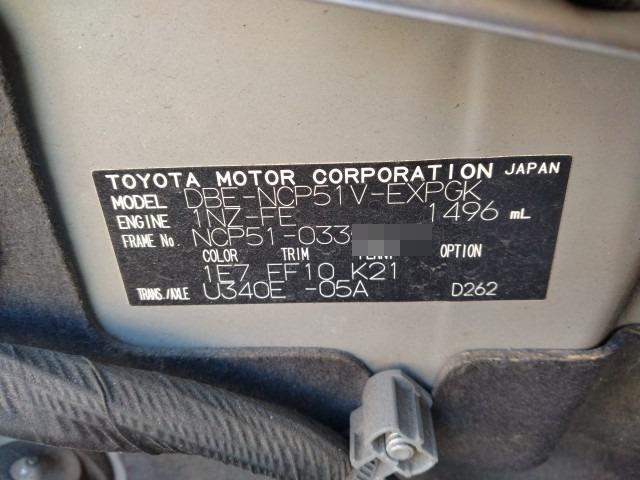 TOYOTA MOTOR CORPORATION JAPAN
MODEL DBE-NCP51V-EXPGK
ENGINE 1NZ-FE 1496 mL
FRAME No. NCP51-033
COLOR TRIM PLANT OPTION
1E7 EF10 K21
TRANS./AXLE U340E -05A D262